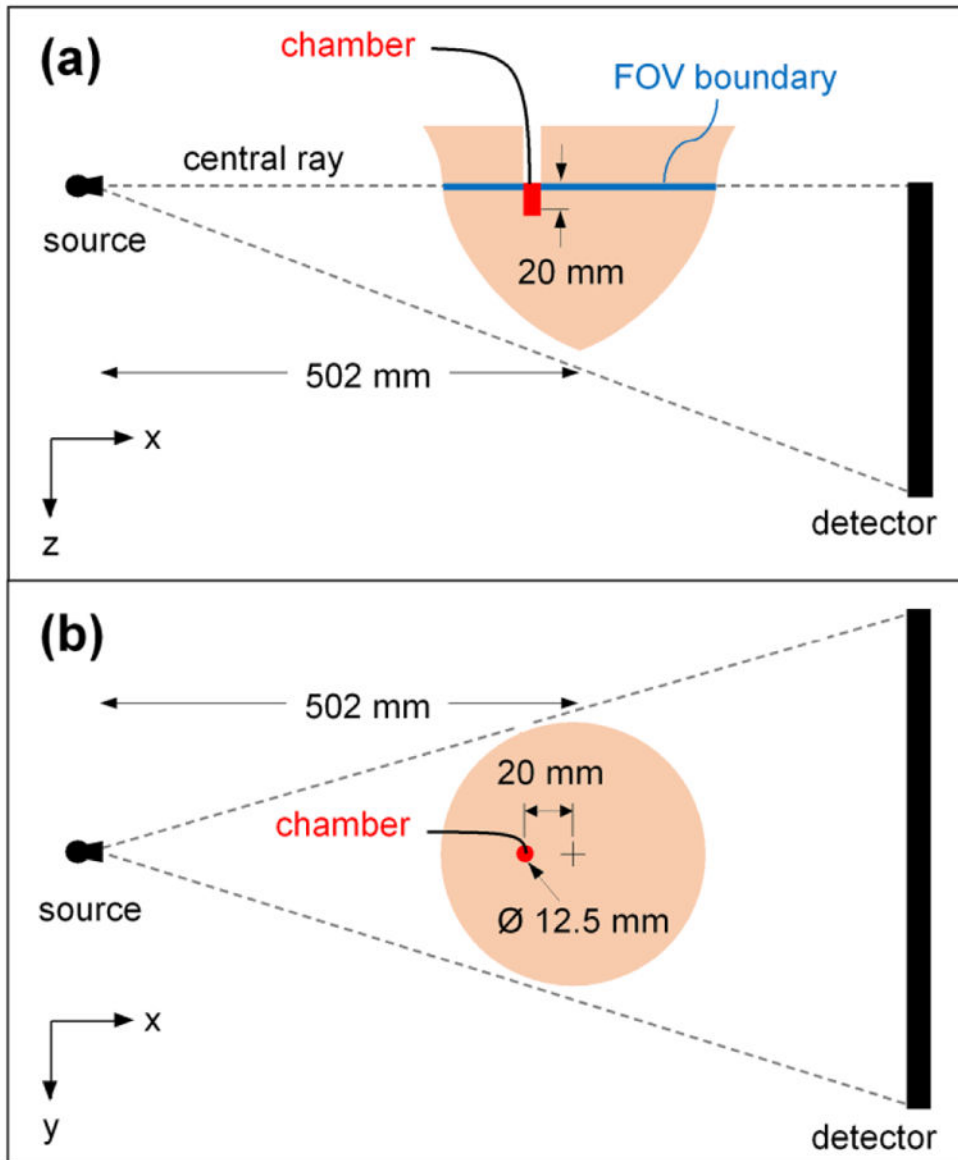 (a)
chamber
FOV boundary
central ray
source
20 mm
502 mm
x
z
detector
(b)
502 mm
20 mm
chamber
Ø 12.5 mm
source
x
y
detector